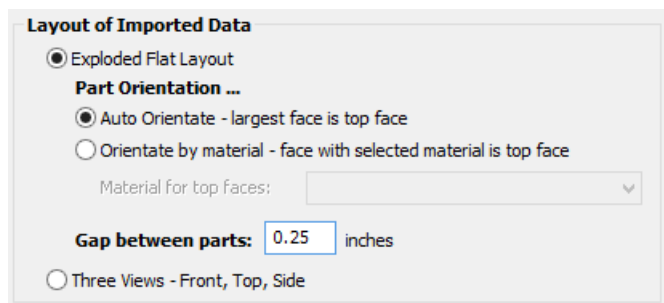 Layout of Imported Data
Exploded Flat Layout
Part Orientation ...
Auto Orientate - largest face is top face
Orientate by material - face with selected material is top face
Material for top faces:
Gap between parts: 0.25 inches
Three Views - Front, Top, Side